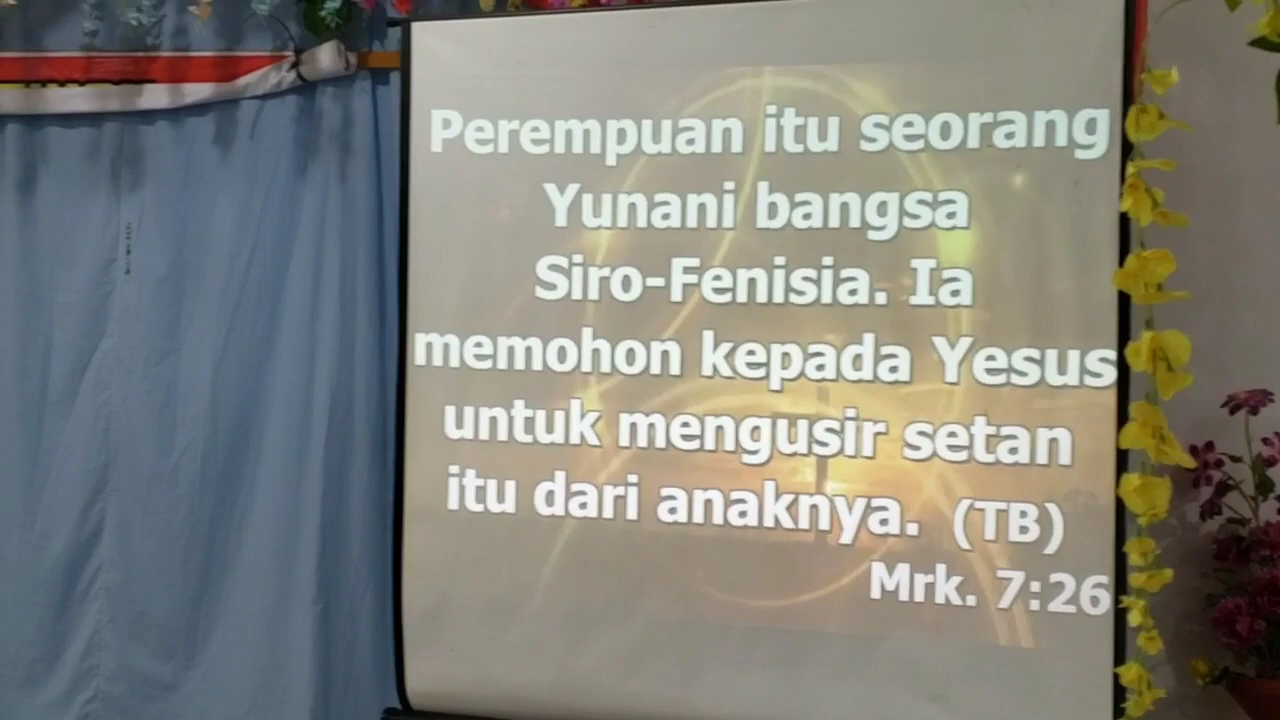 Perempuan itu seorang
Yunani bangsa
Siro-Fenisia. Ia
memohon kepada Yesus
untuk mengusir setan
itu dari anaknya. (TB)
Mrk. 7:26